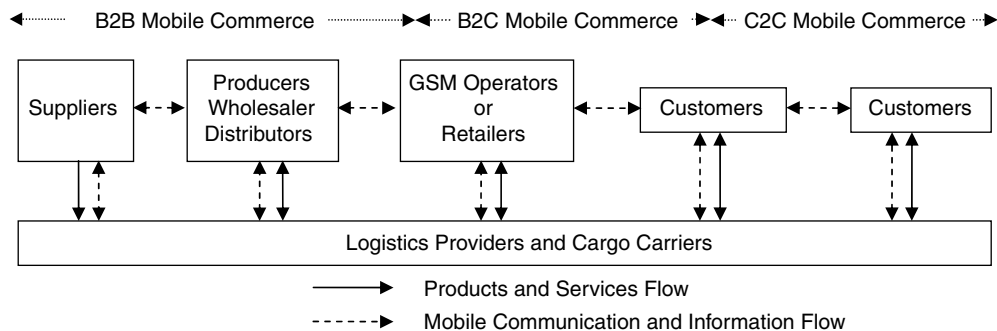 B2B Mobile Commerce
B2C Mobile Commerce
C2C Mobile Commerce
Suppliers
Producers
Wholesaler
Distributors
GSM Operators
or
Retailers
Customers
Customers
Logistics Providers and Cargo Carriers
Products and Services Flow
Mobile Communication and Information Flow